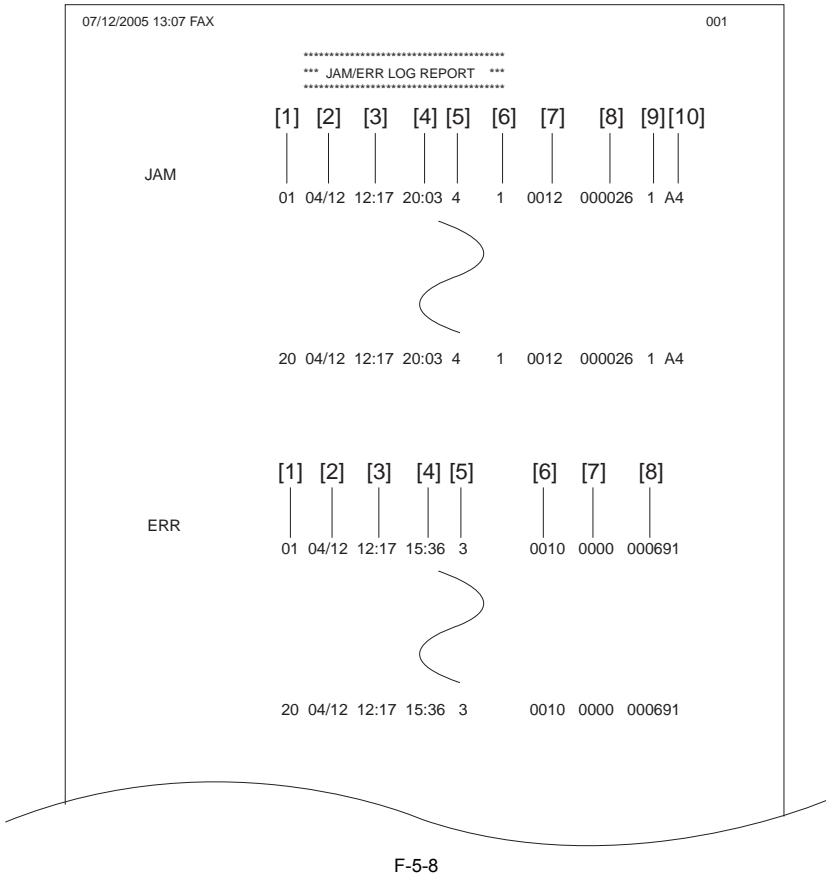 07/12/2005 13:07 FAX 001
***************************************
*** JAM/ERR LOG REPORT ***
***************************************
[1] [2] [3] [4] [5] [6] [7] [8] [9] [10]
JAM
01 04/12 12:17 20:03 4 1 0012 000026 1 A4
20 04/12 12:17 20:03 4 1 0012 000026 1 A4
[1] [2] [3] [4] [5] [6] [7] [8]
ERR
01 04/12 12:17 15:36 3 0010 0000 000691
20 04/12 12:17 15:36 3 0010 0000 000691
F-5-8